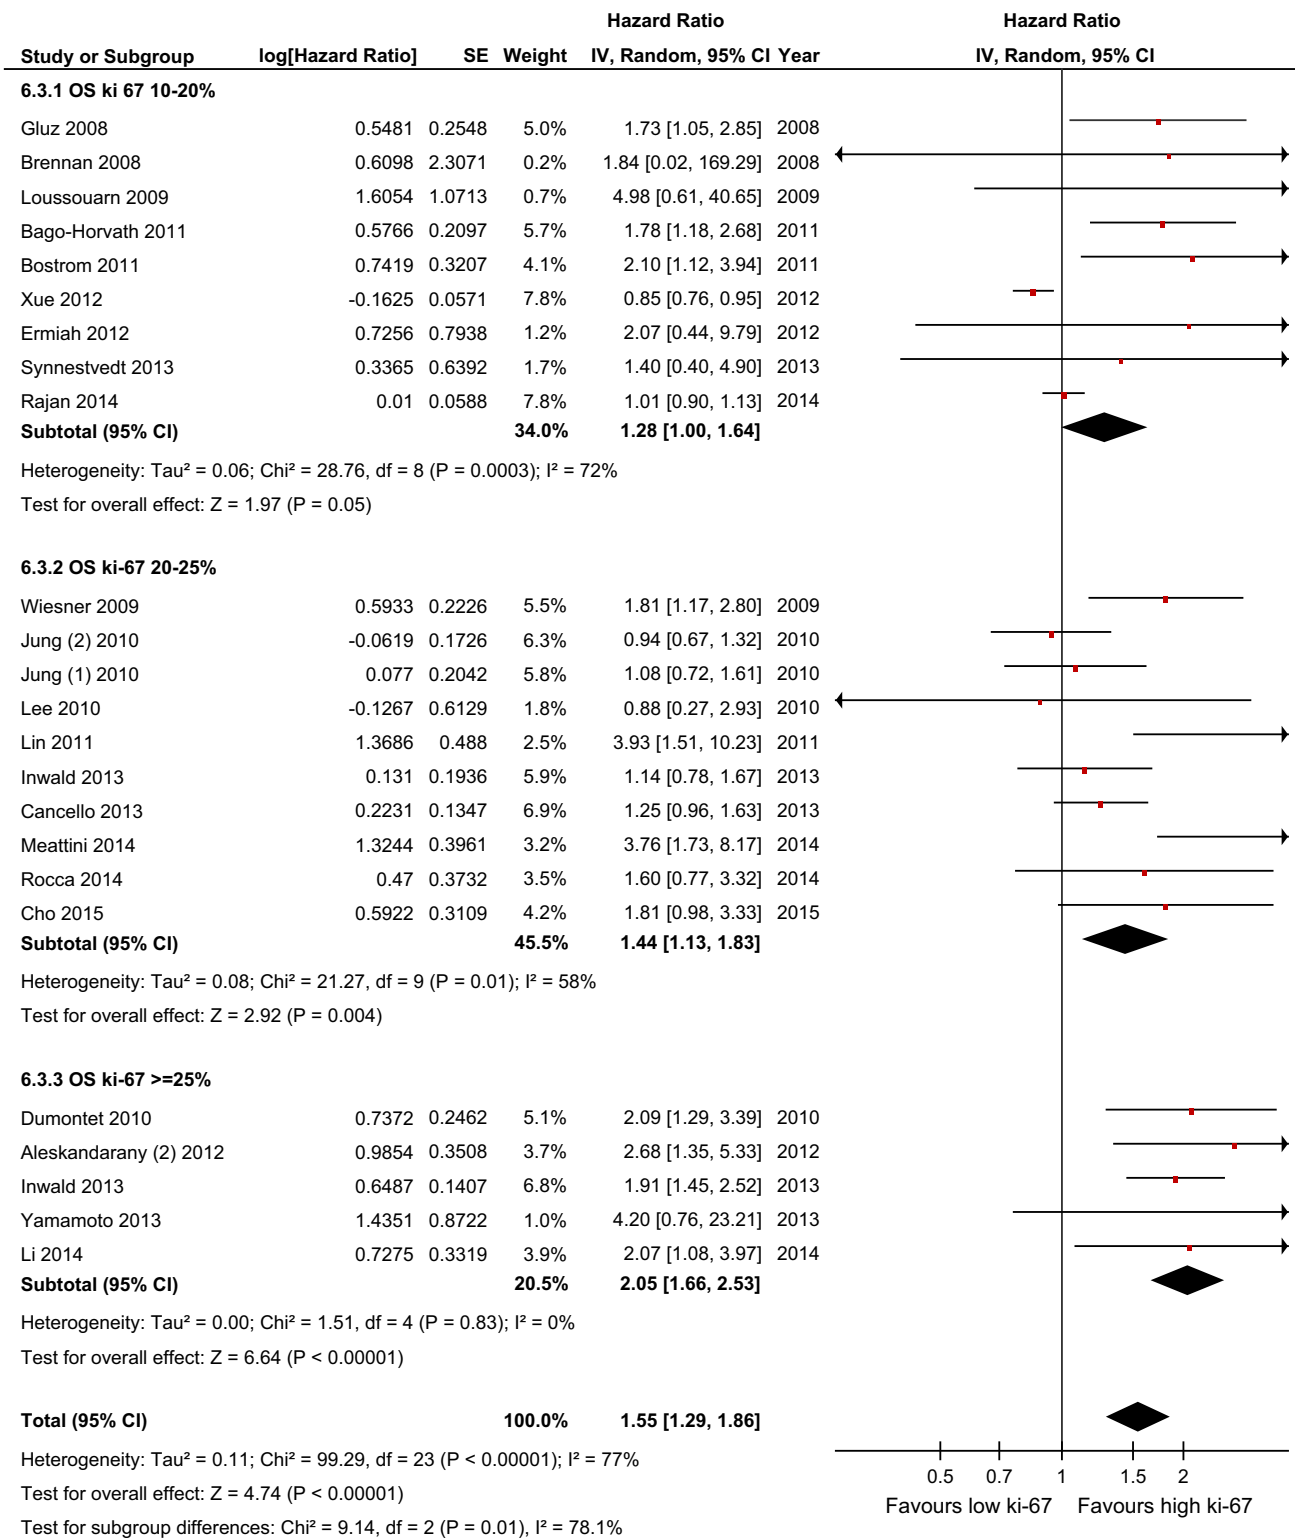 Hazard Ratio Hazard Ratio
Study or Subgroup log[Hazard Ratio] SE Weight IV, Random, 95% CI Year IV, Random, 95% CI
6.3.1 OS ki 67 10-20%
Gluz 2008 0.5481 0.2548 5.0% 1.73 [1.05, 2.85] 2008
Brennan 2008 0.6098 2.3071 0.2% 1.84 [0.02, 169.29] 2008
Loussouarn 2009 1.6054 1.0713 0.7% 4.98 [0.61, 40.65] 2009
Bago-Horvath 2011 0.5766 0.2097 5.7% 1.78 [1.18, 2.68] 2011
Bostrom 2011 0.7419 0.3207 4.1% 2.10 [1.12, 3.94] 2011
Xue 2012 -0.1625 0.0571 7.8% 0.85 [0.76, 0.95] 2012
Ermiah 2012 0.7256 0.7938 1.2% 2.07 [0.44, 9.79] 2012
Synnestvedt 2013 0.3365 0.6392 1.7% 1.40 [0.40, 4.90] 2013
Rajan 2014 0.01 0.0588 7.8% 1.01 [0.90, 1.13] 2014
Subtotal (95% CI) 34.0% 1.28 [1.00, 1.64]
Heterogeneity: Tau² = 0.06; Chi² = 28.76, df = 8 (P = 0.0003); I² = 72%
Test for overall effect: Z = 1.97 (P = 0.05)
6.3.2 OS ki-67 20-25%
Wiesner 2009 0.5933 0.2226 5.5% 1.81 [1.17, 2.80] 2009
Jung (2) 2010 -0.0619 0.1726 6.3% 0.94 [0.67, 1.32] 2010
Jung (1) 2010 0.077 0.2042 5.8% 1.08 [0.72, 1.61] 2010
Lee 2010 -0.1267 0.6129 1.8% 0.88 [0.27, 2.93] 2010
Lin 2011 1.3686 0.488 2.5% 3.93 [1.51, 10.23] 2011
Inwald 2013 0.131 0.1936 5.9% 1.14 [0.78, 1.67] 2013
Cancello 2013 0.2231 0.1347 6.9% 1.25 [0.96, 1.63] 2013
Meattini 2014 1.3244 0.3961 3.2% 3.76 [1.73, 8.17] 2014
Rocca 2014 0.47 0.3732 3.5% 1.60 [0.77, 3.32] 2014
Cho 2015 0.5922 0.3109 4.2% 1.81 [0.98, 3.33] 2015
Subtotal (95% CI) 45.5% 1.44 [1.13, 1.83]
Heterogeneity: Tau² = 0.08; Chi² = 21.27, df = 9 (P = 0.01); I² = 58%
Test for overall effect: Z = 2.92 (P = 0.004)
6.3.3 OS ki-67 >=25%
Dumontet 2010 0.7372 0.2462 5.1% 2.09 [1.29, 3.39] 2010
Aleskandarany (2) 2012 0.9854 0.3508 3.7% 2.68 [1.35, 5.33] 2012
Inwald 2013 0.6487 0.1407 6.8% 1.91 [1.45, 2.52] 2013
Yamamoto 2013 1.4351 0.8722 1.0% 4.20 [0.76, 23.21] 2013
Li 2014 0.7275 0.3319 3.9% 2.07 [1.08, 3.97] 2014
Subtotal (95% CI) 20.5% 2.05 [1.66, 2.53]
Heterogeneity: Tau² = 0.00; Chi² = 1.51, df = 4 (P = 0.83); I² = 0%
Test for overall effect: Z = 6.64 (P < 0.00001)
Total (95% CI) 100.0% 1.55 [1.29, 1.86]
Heterogeneity: Tau² = 0.11; Chi² = 99.29, df = 23 (P < 0.00001); I² = 77%
Test for overall effect: Z = 4.74 (P < 0.00001)
Test for subgroup differences: Chi² = 9.14, df = 2 (P = 0.01), I² = 78.1%
0.5 0.7 1 1.5 2
Favours low ki-67 Favours high ki-67